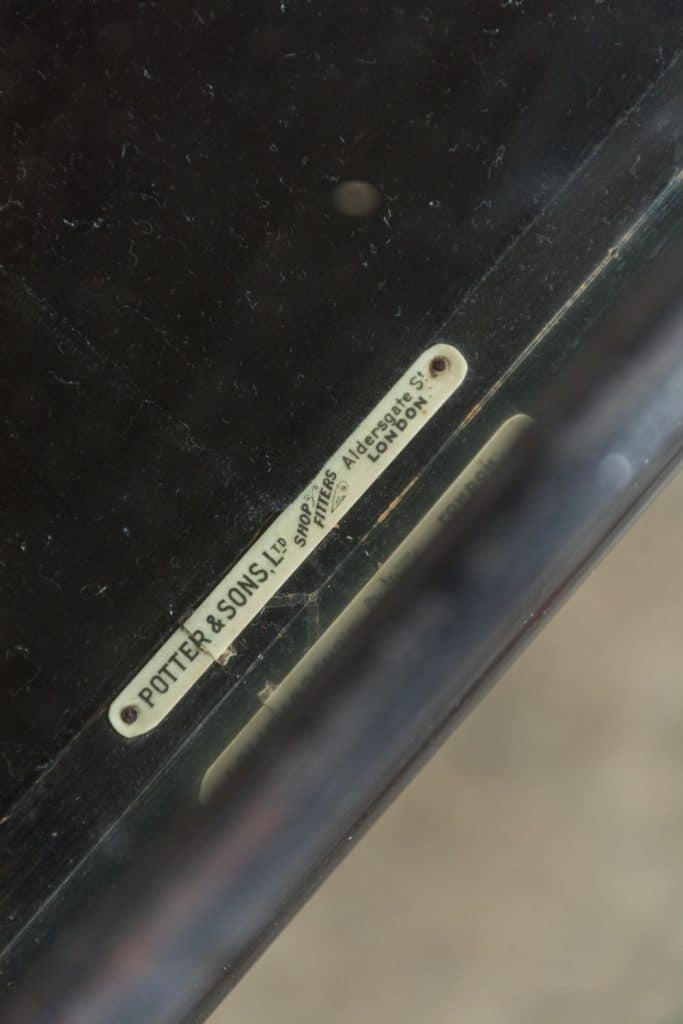 POTTER & SONS, LTD
SHOP
FITTERS
Aldersgate St
LONDON.